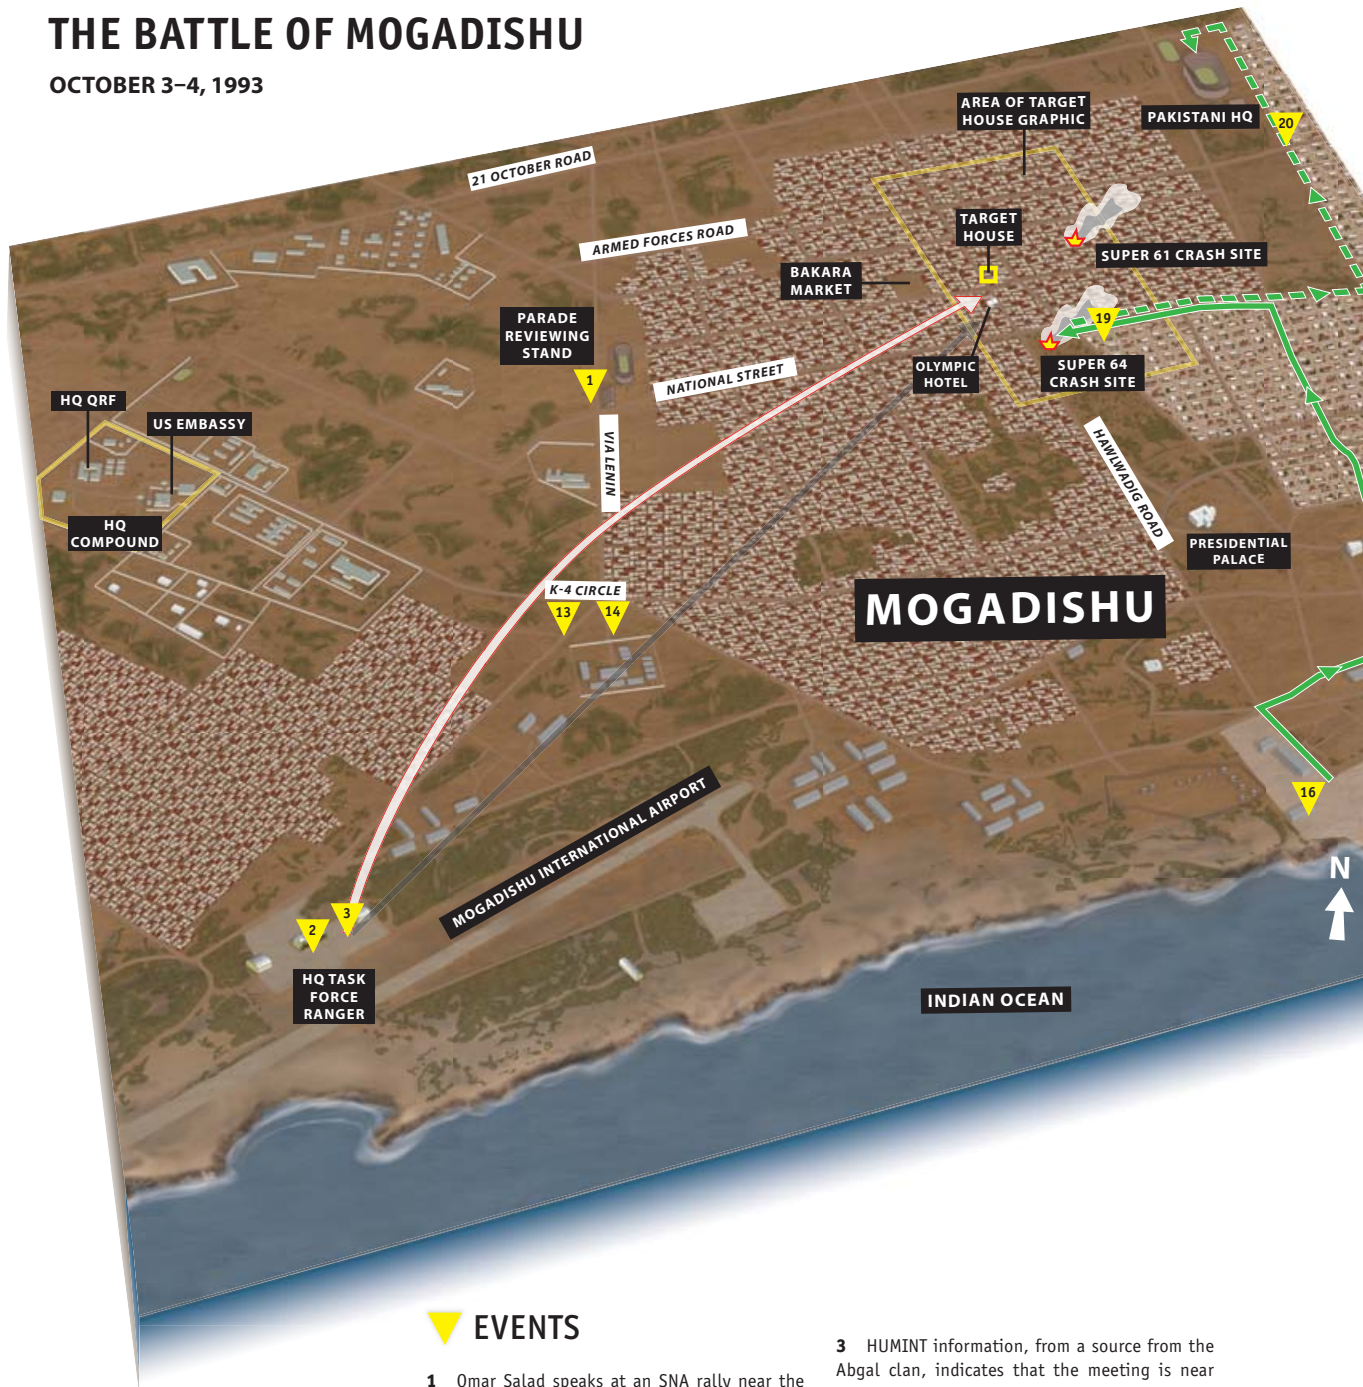 THE BATTLE OF MOGADISHU
OCTOBER 3–4, 1993
AREA OF TARGET
HOUSE GRAPHIC
PAKISTANI HQ
20
21 OCTOBER ROAD
ARMED FORCES ROAD
TARGET
HOUSE
SUPER 61 CRASH SITE
BAKARA
MARKET
PARADE
REVIEWING
STAND
1
19
OLYMPIC
HOTEL
SUPER 64
CRASH SITE
NATIONAL STREET
HQ QRF
US EMBASSY
VIA LENIN
HAWLWADIG ROAD
HQ
COMPOUND
PRESIDENTIAL
PALACE
K-4 CIRCLE
13
14
MOGADISHU
16
MOGADISHU INTERNATIONAL AIRPORT
N
2
3
HQ TASK
FORCE
RANGER
INDIAN OCEAN
EVENTS
1 Omar Salad speaks at an SNA rally near the
3 HUMINT information, from a source from the
Abgal clan, indicates that the meeting is near